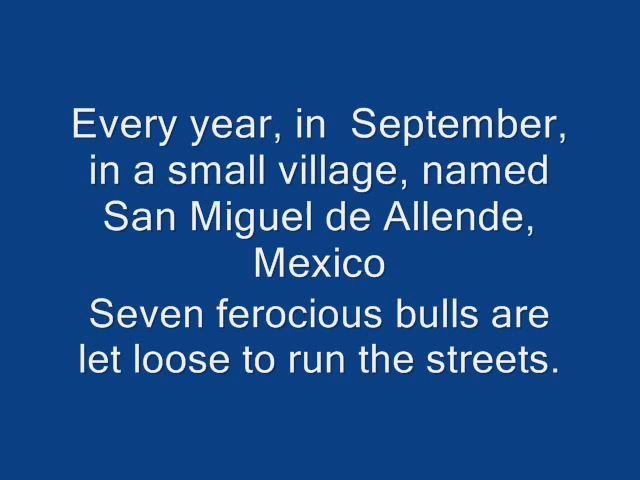 Every year, in  September,
in a small village, named
San Miguel de Allende,
Mexico
Seven ferocious bulls are
let loose to run the streets.